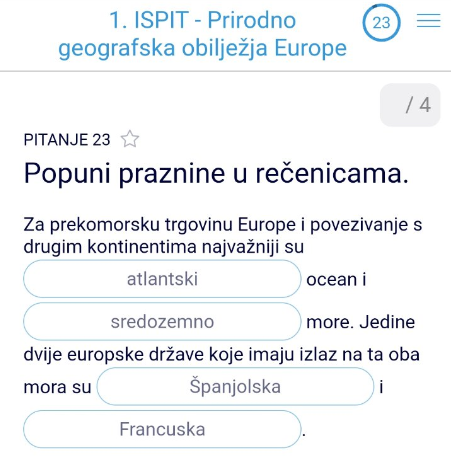 1. ISPIT - Prirodno
geografska obilježja Europe
23
/ 4
PITANJE 23
Popuni praznine u rečenicama.
Za prekomorsku trgovinu Europe i povezivanje s
drugim kontinentima najvažniji su
atlantski ocean i
sredozemno more. Jedine
dvije europske države koje imaju izlaz na ta oba
mora su Španjolska i
Francuska.